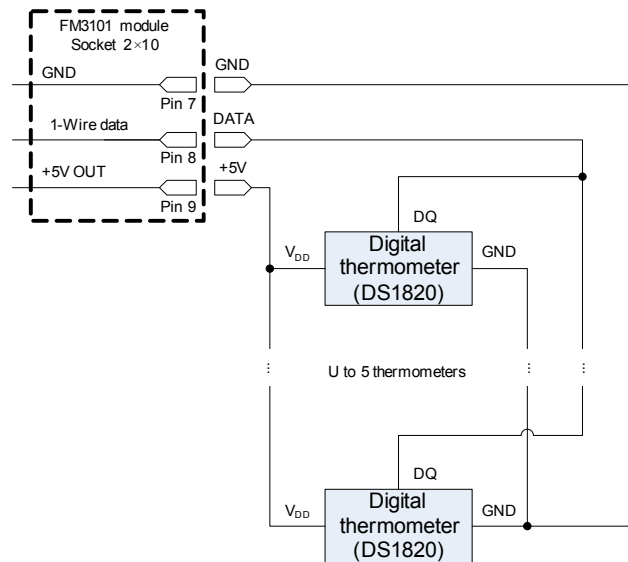 FM3101 module
Socket 2×10
GND
GND
Pin 7
1-Wire data
DATA
Pin 8
+5V OUT
+5V
Pin 9
DQ
VDD
Digital
thermometer
(DS1820)
GND
...
U to 5 thermometers
...
...
DQ
VDD
Digital
thermometer
(DS1820)
GND